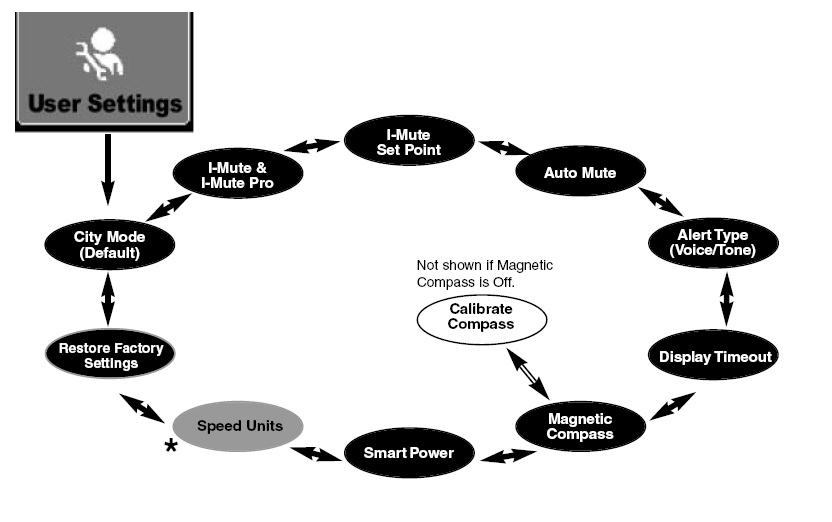 User Settings
I-Mute
Set Point
I-Mute &
I-Mute Pro
Auto Mute
City Mode
(Default)
Alert Type
(Voice/Tone)
Not shown if Magnetic
Compass is Off.
Calibrate
Compass
Restore Factory
Settings
Display Timeout
Speed Units
*
Magnetic
Compass
Smart Power